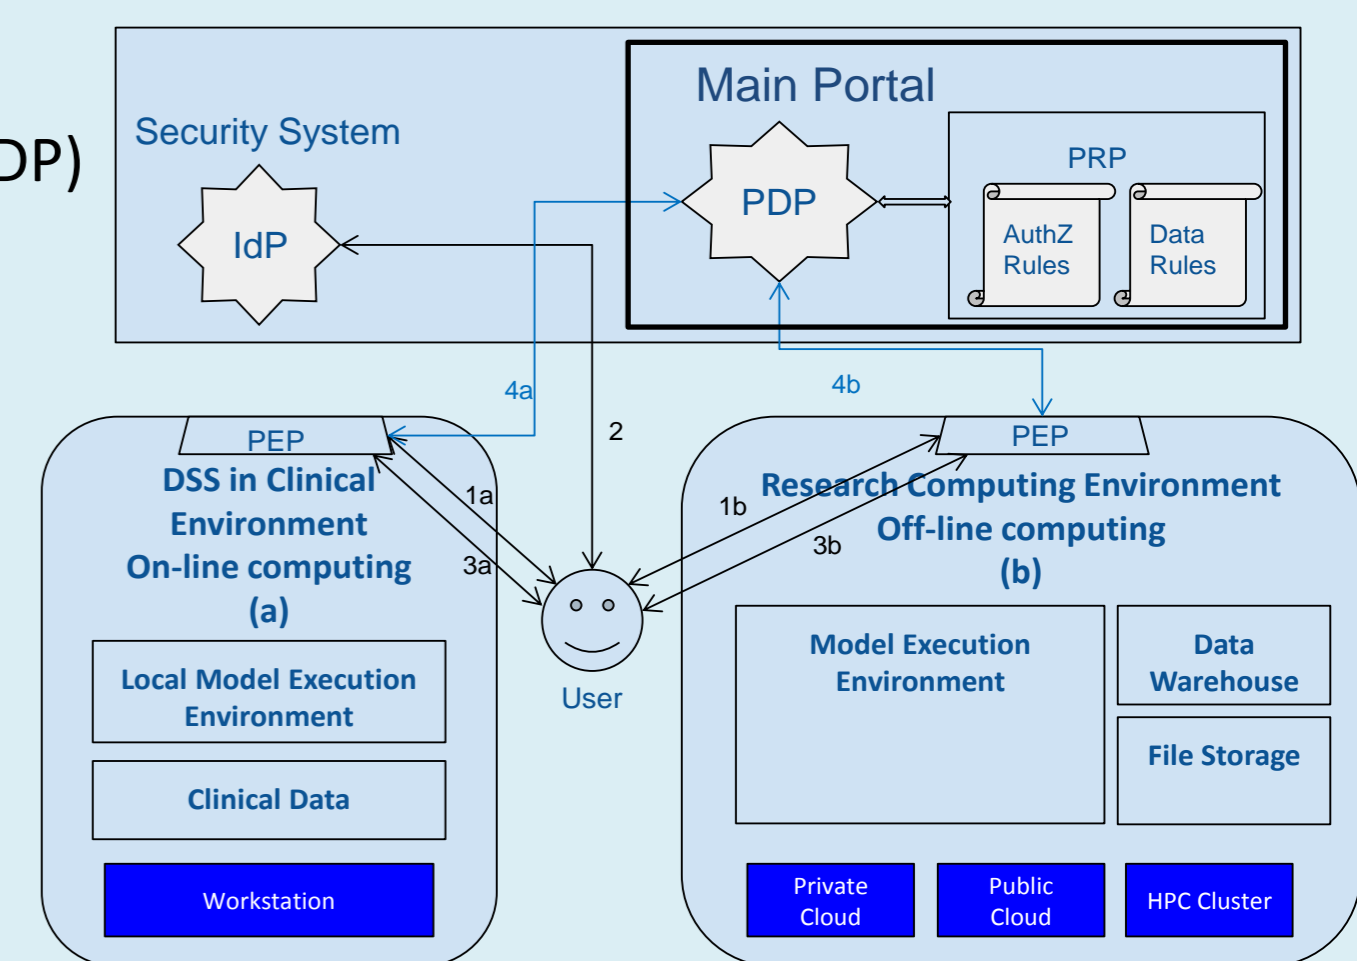 DP)
Security System
Main Portal
IdP
PDP
PRP
AuthZ
Rules
Data
Rules
4a
4b
2
PEP
DSS in Clinical
Environment
On-line computing
(a)
1a
3a
1b
3b
User
PEP
Research Computing Environment
Off-line computing
(b)
Local Model Execution
Environment
Clinical Data
Workstation
Model Execution
Environment
Data
Warehouse
File Storage
Private
Cloud
Public
Cloud
HPC Cluster